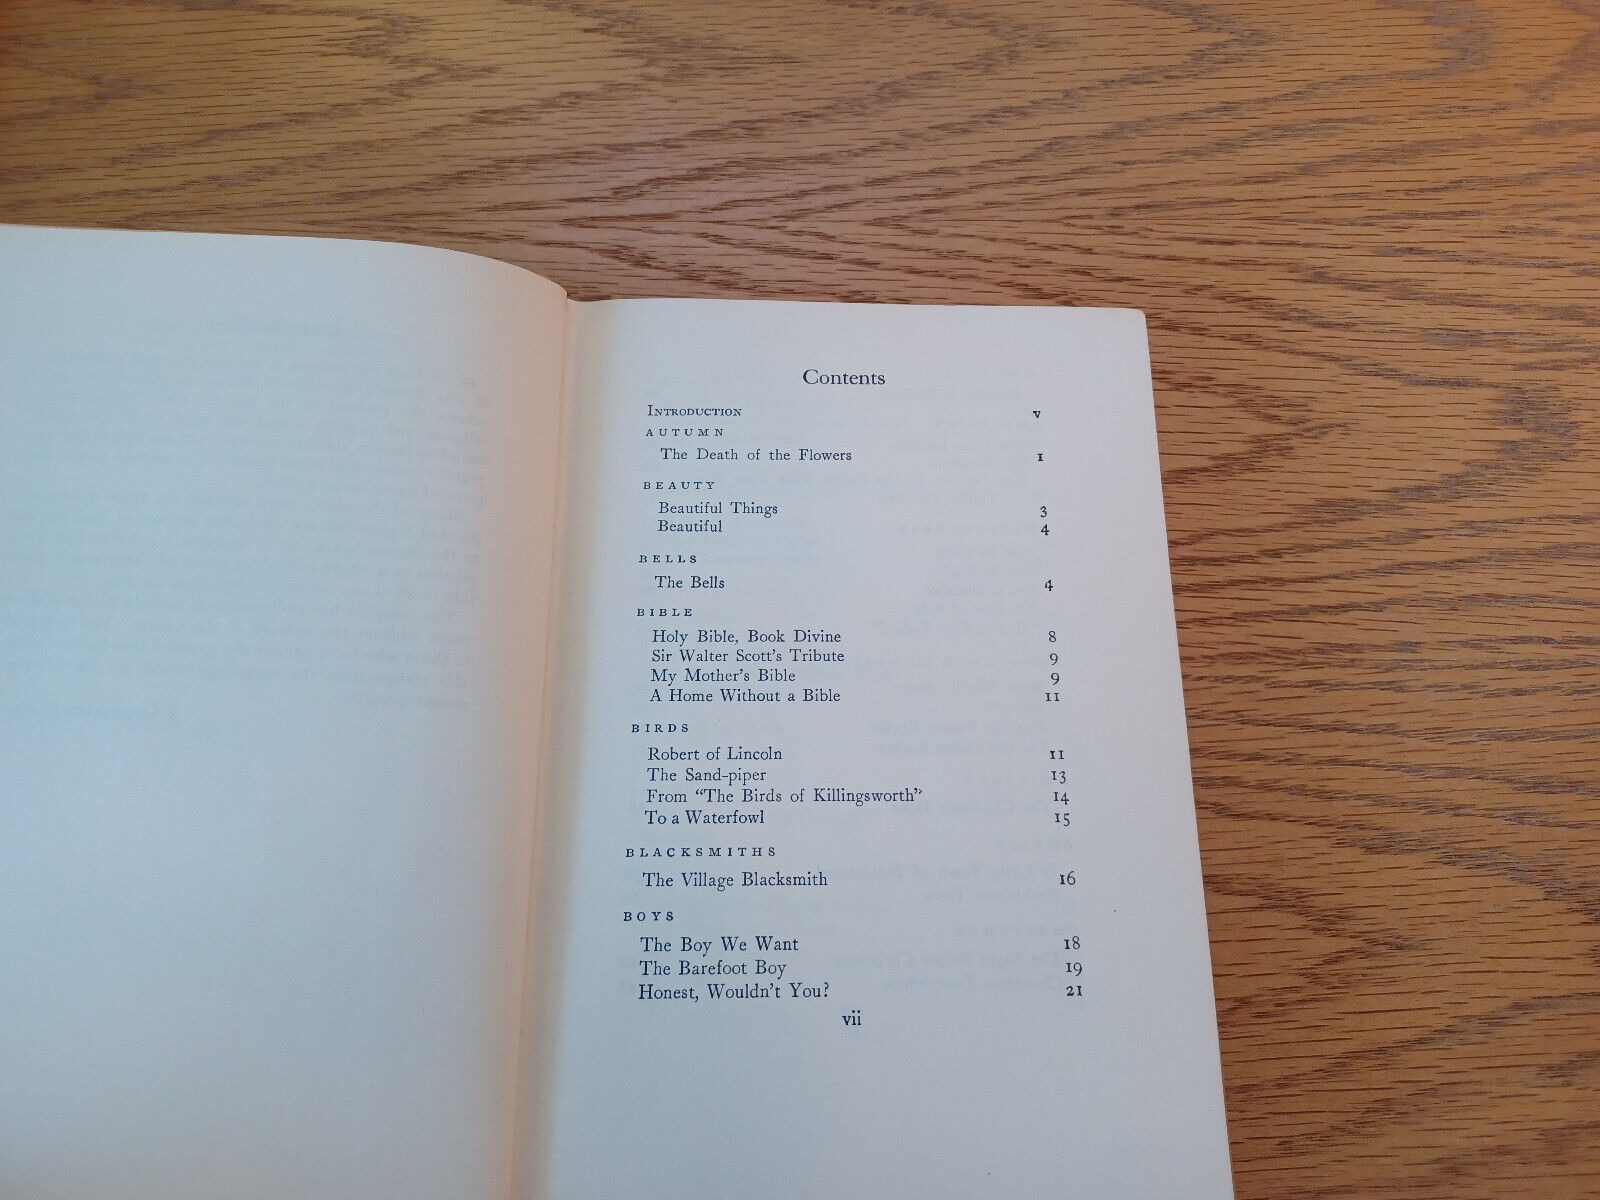 Contents
INTRODUCTION v
AUTUMN
The Death of the Flowers 1
BEAUTY
Beautiful Things 3
Beautiful 4
BELLS
The Bells 4
BIBLE
Holy Bible, Book Divine 8
Sir Walter Scott's Tribute 9
My Mother's Bible 9
A Home Without a Bible 11
BIRDS
Robert of Lincoln 11
The Sand-piper 13
From "The Birds of Killingsworth" 14
To a Waterfowl 15
BLACKSMITHS
The Village Blacksmith 16
BOYS
The Boy We Want 18
The Barefoot Boy 19
Honest, Wouldn't You? 21
vii